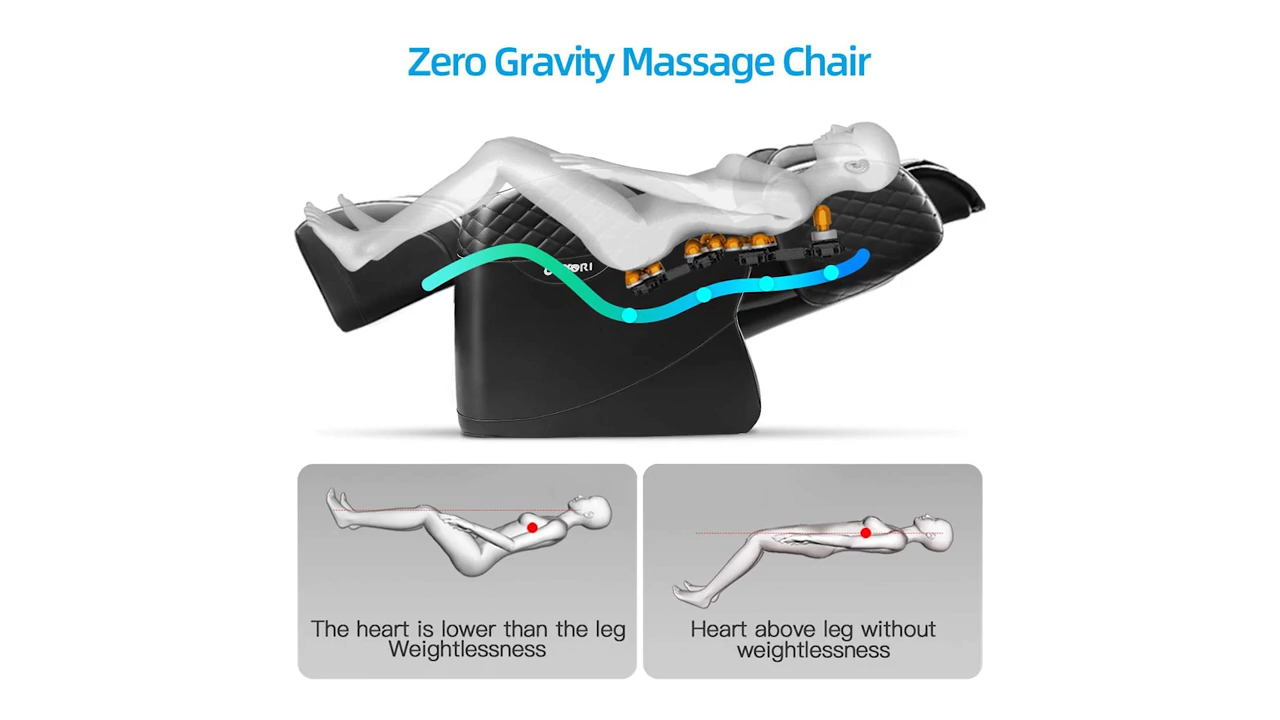 Zero Gravity Massage Chair
The heart is lower than the leg
Weightlessness
Heart above leg without
weightlessness